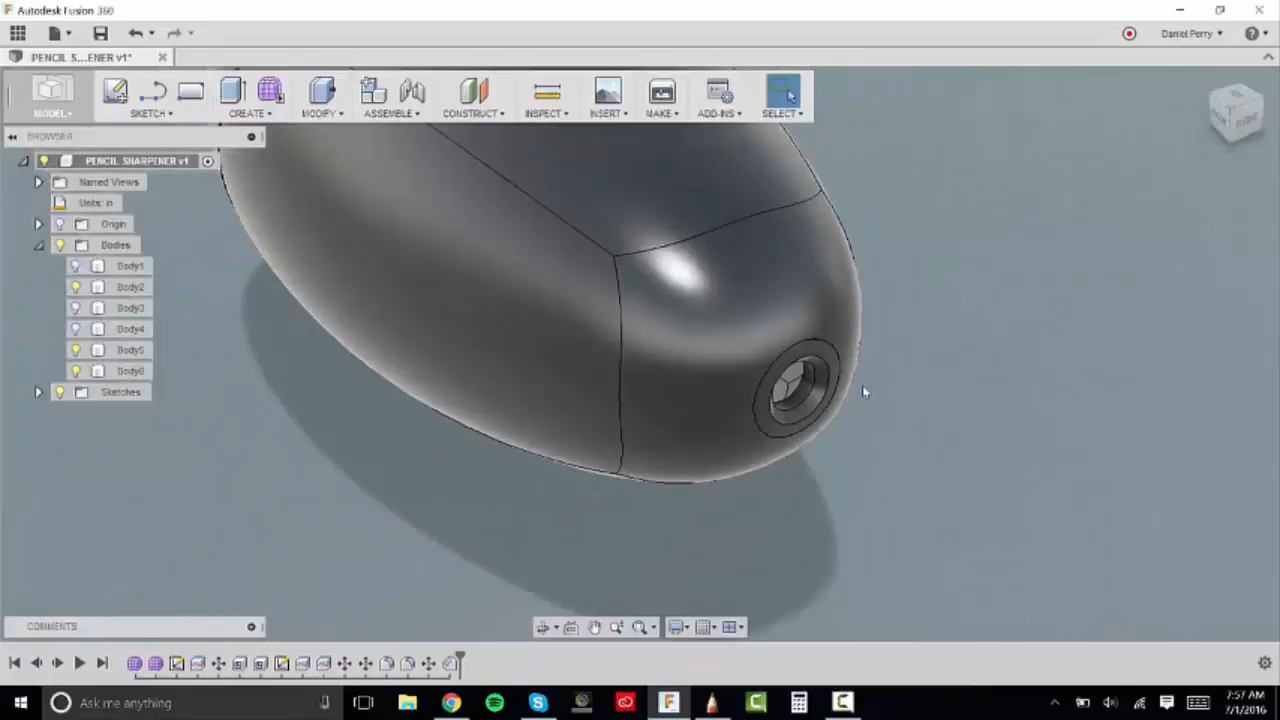 Autodesk Fusion 360
Daniel Perry
PENCIL S...ENER v1*
MODEL
SKETCH
CREATE
MODIFY
ASSEMBLE
CONSTRUCT
INSPECT
INSERT
MAKE
ADD-INS
SELECT
RIGHT
BROWSER
PENCIL SHARPENER v1
Named Views
Units: in
Origin
Bodies
Body1
Body2
Body3
Body4
Body5
Body6
Sketches
COMMENTS
Ask me anything
7:57 AM
7/1/2016